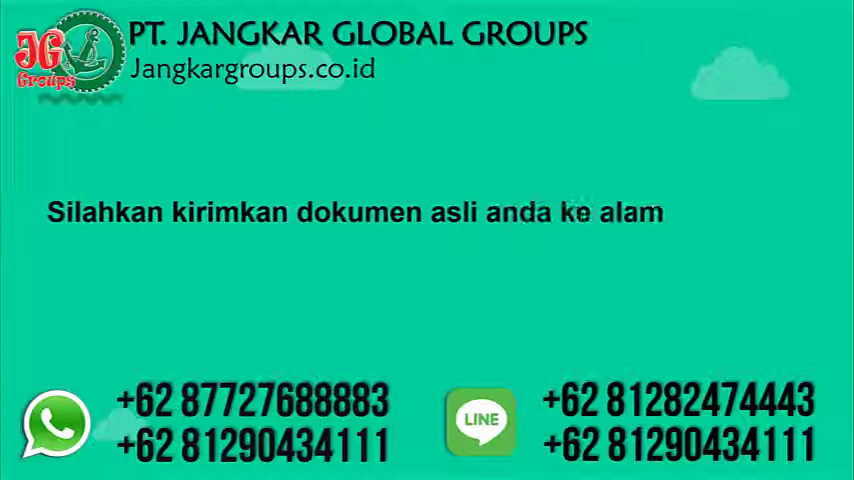 JG
Groups
PT. JANGKAR GLOBAL GROUPS
Jangkargroups.co.id
Silahkan kirimkan dokumen asli anda ke alam
+62 87727688883
+62 81290434111
LINE
+62 81282474443
+62 81290434111